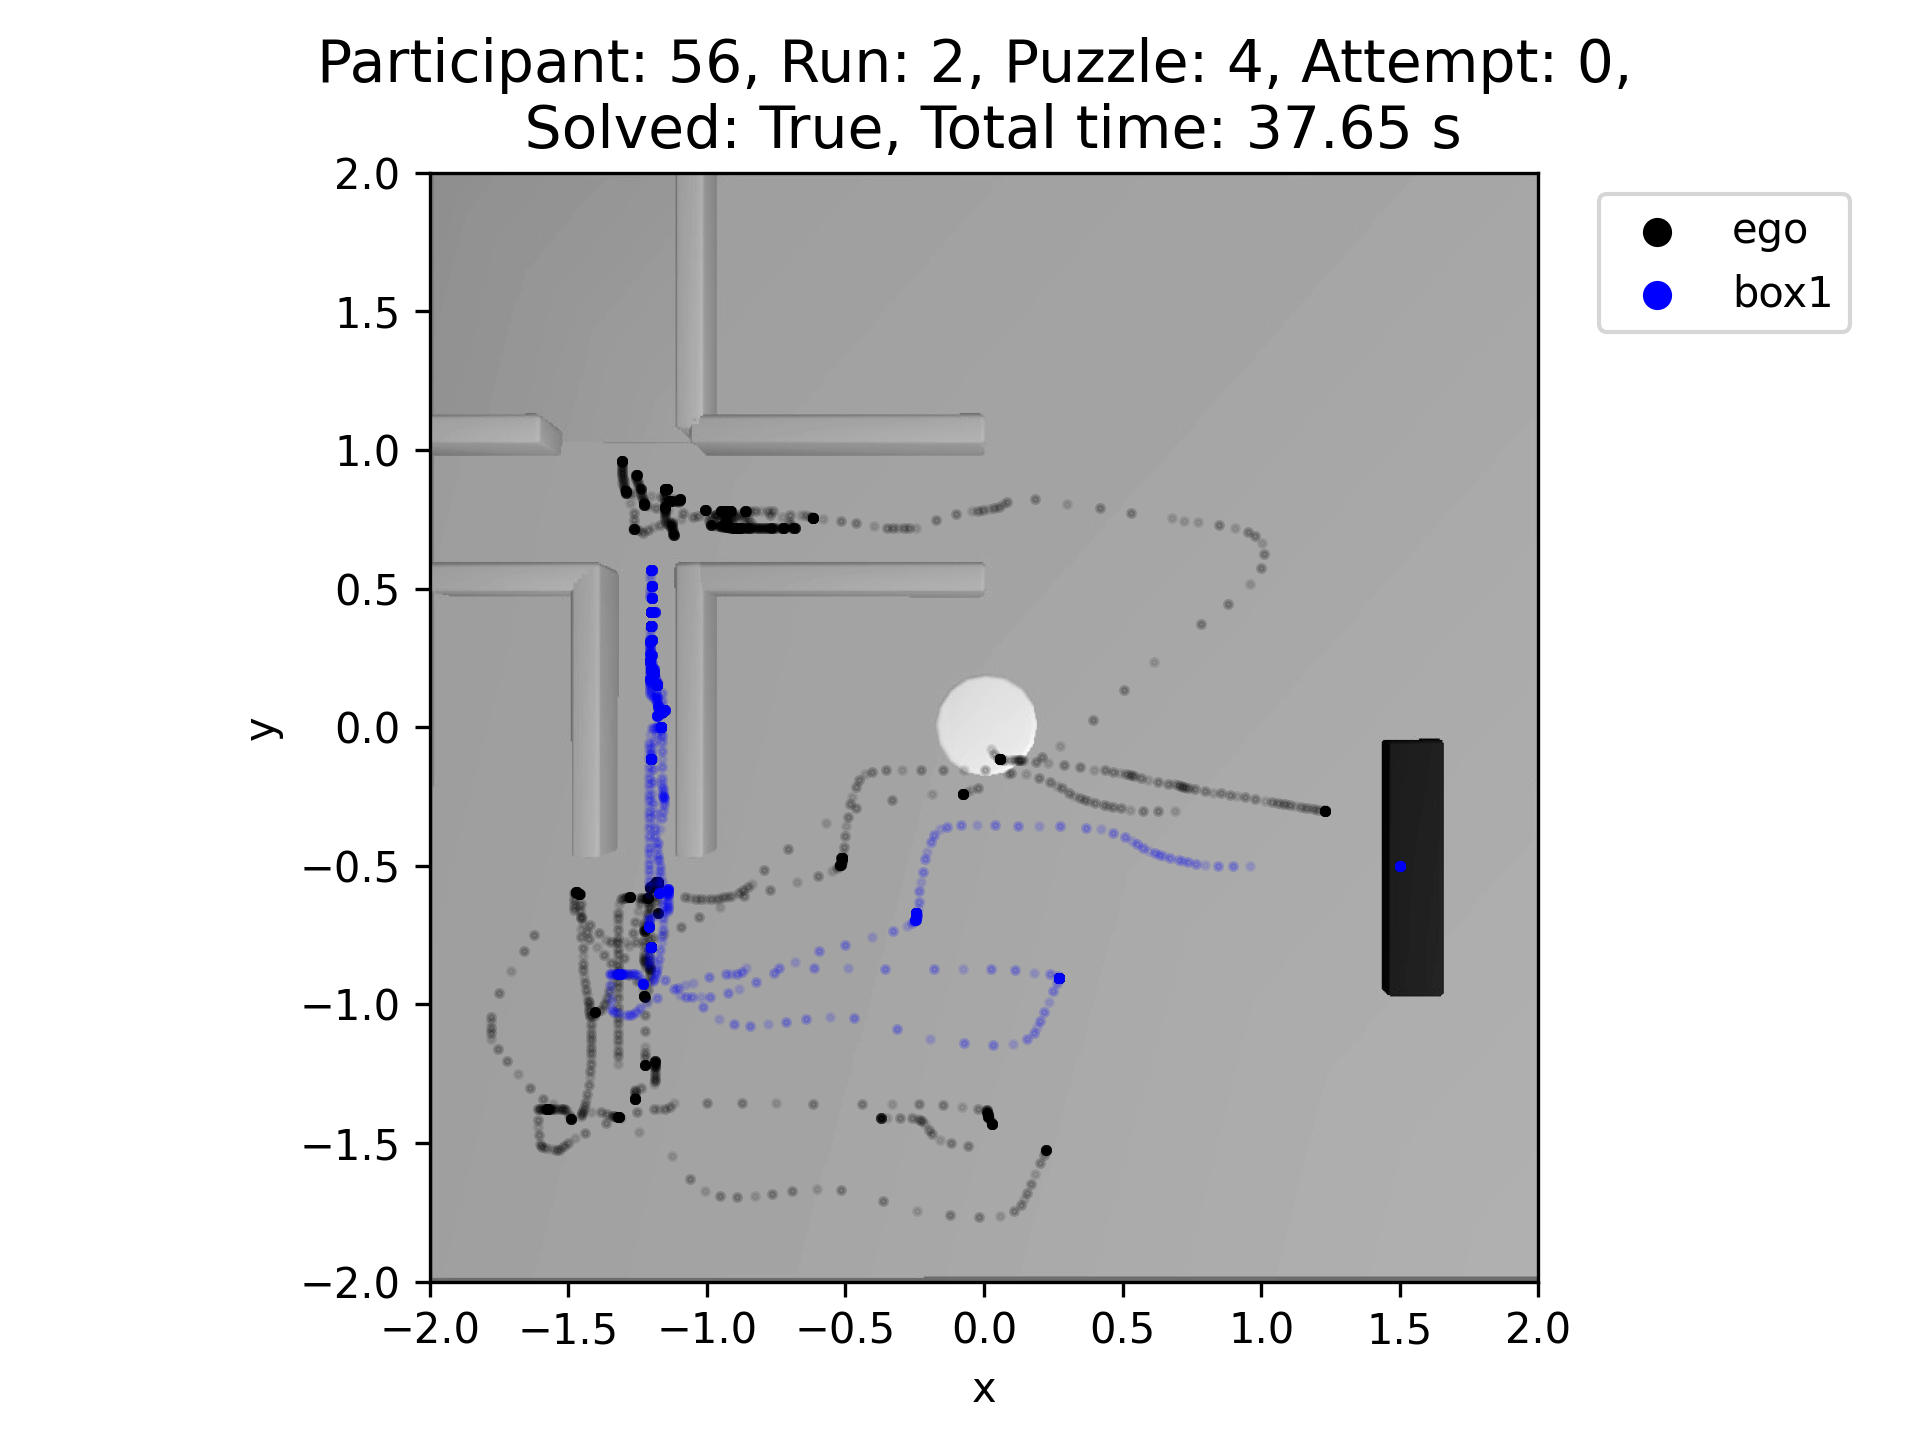 Participant: 56, Run: 2, Puzzle: 4, Attempt: 0,
Solved: True, Total time: 37.65 s
ego
box1
2.0
1.5
1.0
0.5
0.0
−0.5
−1.0
−1.5
−2.0
y
−2.0 −1.5 −1.0 −0.5 0.0 0.5 1.0 1.5 2.0
x